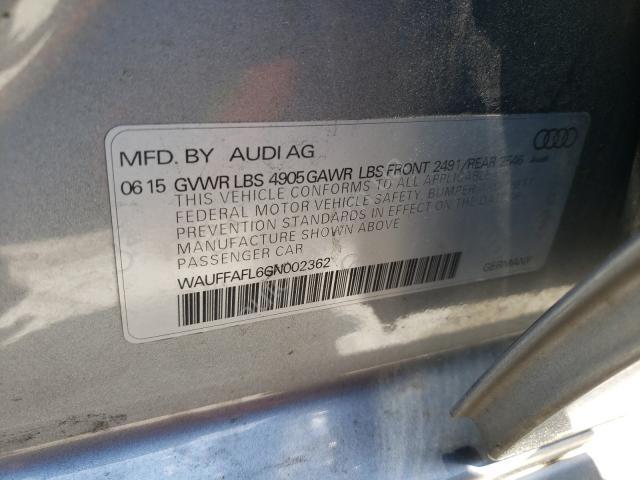 MFD. BY AUDI AG
06 15 GVWR LBS 4905 GAWR LBS FRONT 2491/REAR 2546
THIS VEHICLE CONFORMS TO ALL APPLICABLE
FEDERAL MOTOR VEHICLE SAFETY, BUMPER
PREVENTION STANDARDS IN EFFECT ON THE DATE
MANUFACTURE SHOWN ABOVE
PASSENGER CAR
WAUFFAFL6GN002362
GERMANY
Audi